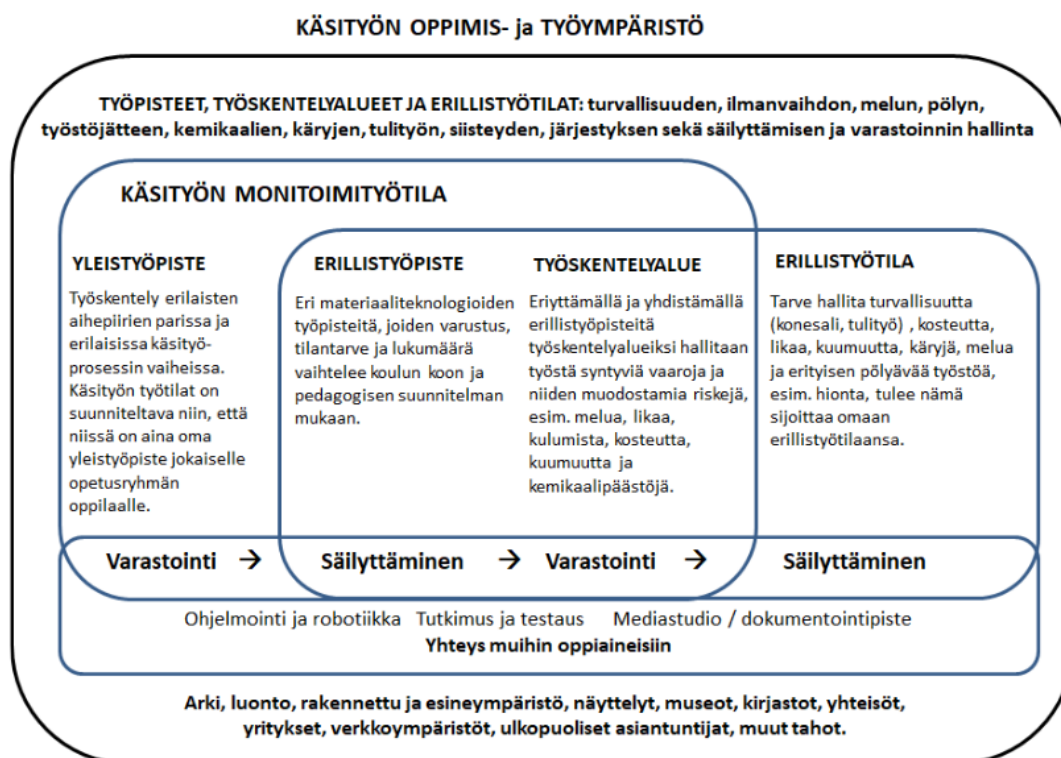 KÄSITYÖN OPPIMIS- ja TYÖYMPÄRISTÖ
TYÖPISTEET, TYÖSKENTELYALUEET JA ERILLISTYÖTILAT: turvallisuuden, ilmanvaihdon, melun, pölyn,
työstöjätteen, kemikaalien, käryjen, tulityön, siisteyden, järjestyksen sekä säilyttämisen ja varastoinnin hallinta
KÄSITYÖN MONITOIMITYÖTILA
YLEISTYÖPISTE
Työskentely erilaisten
aihepiirien parissa ja
erilaisissa käsityö-
prosessin vaiheissa.
Käsityön työtilat on
suunniteltava niin, että
niissä on aina oma
yleistyöpiste jokaiselle
opetusryhmän
oppilaalle.
ERILLISTYÖPISTE
Eri materiaaliteknologioiden
työpisteitä, joiden varustus,
tilantarve ja lukumäärä
vaihtelee koulun koon ja
pedagogisen suunnitelman
mukaan.
TYÖSKENTELYALUE
Eriyttämällä ja yhdistämällä
erillistyöpisteitä
työskentelyalueiksi hallitaan
työstä syntyviä vaaroja ja
niiden muodostamia riskejä,
esim. melua, likaa,
kulumista, kosteutta,
kuumuutta ja
kemikaalipäästöjä.
ERILLISTYÖTILA
Tarve hallita turvallisuutta
(konesali, tulityö) , kosteutta,
likaa, kuumuutta, käryjä, melua
ja erityisen pölyävää työstöä,
esim. hionta, tulee nämä
sijoittaa omaan
erillistyötilaansa.
Varastointi → Säilyttäminen → Varastointi → Säilyttäminen
Ohjelmointi ja robotiikka Tutkimus ja testaus Mediastudio / dokumentointipiste
Yhteys muihin oppiaineisiin
Arki, luonto, rakennettu ja esineympäristö, näyttelyt, museot, kirjastot, yhteisöt,
yritykset, verkkoympäristöt, ulkopuoliset asiantuntijat, muut tahot.